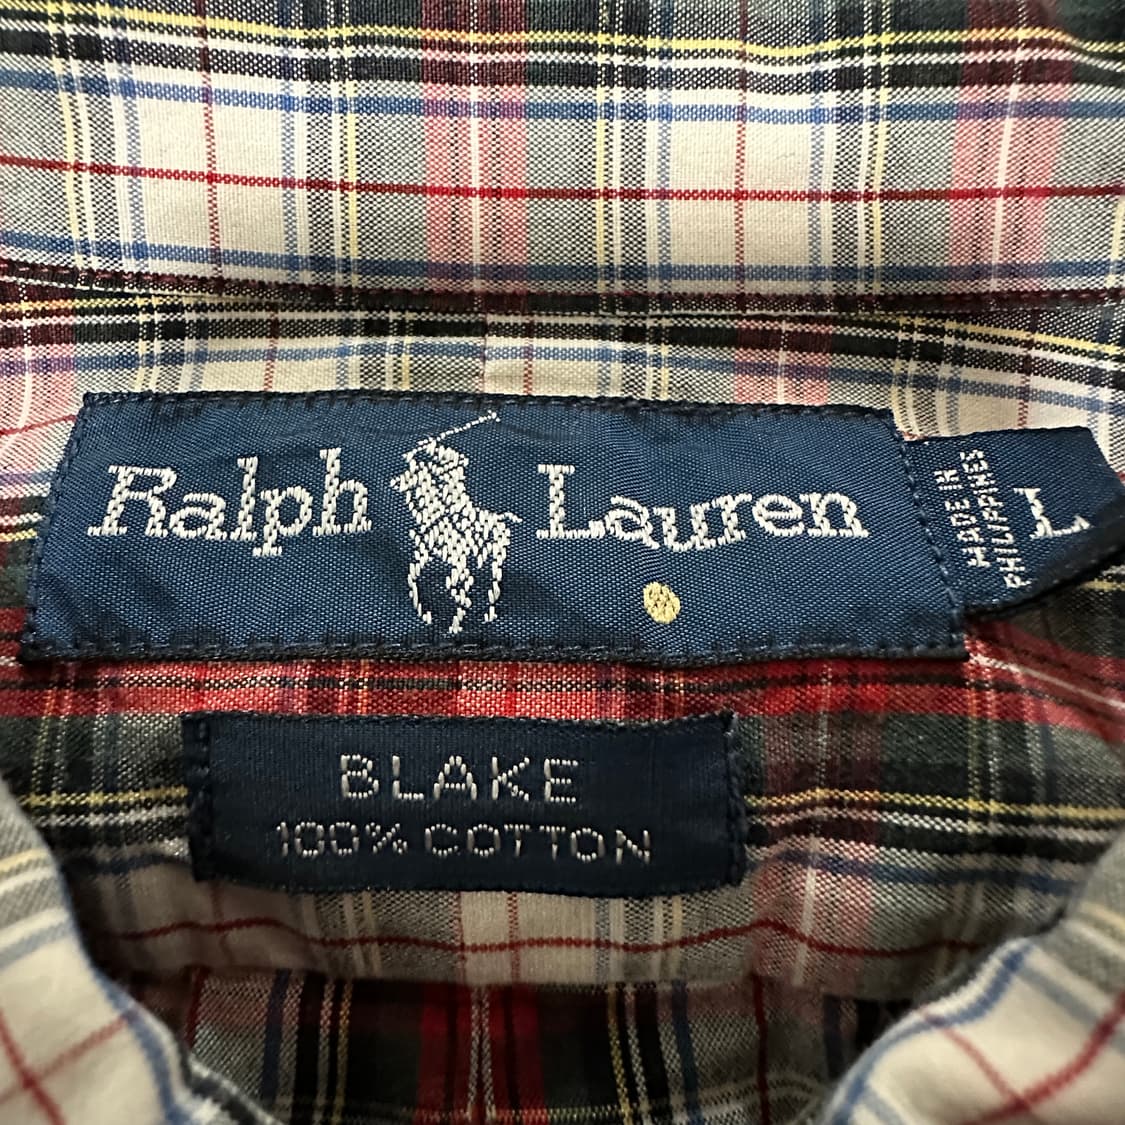 Ralph Lauren
MADE IN
PHILIPPINES
L
BLAKE
100% COTTON